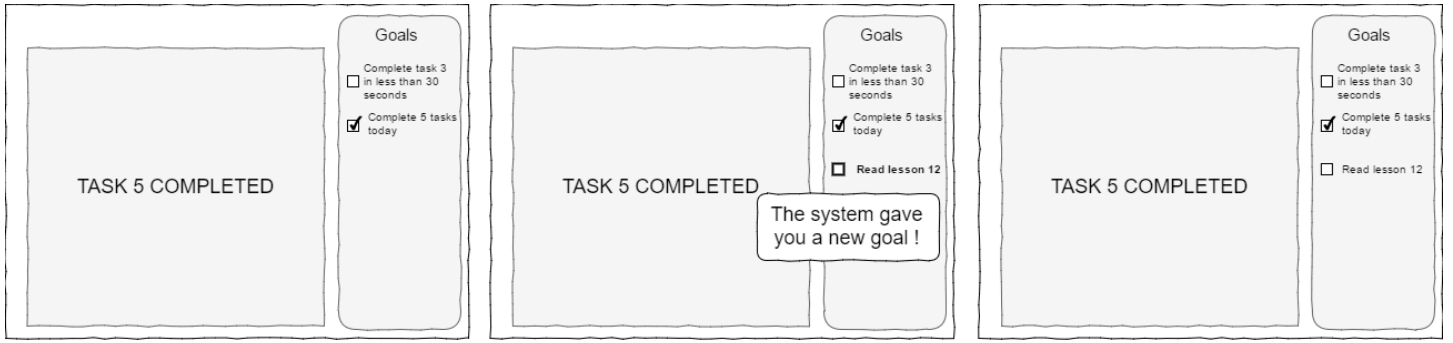 Goals
Complete task 3
in less than 30
seconds
Complete 5 tasks
today
TASK 5 COMPLETED
Goals
Complete task 3
in less than 30
seconds
Complete 5 tasks
today
Read lesson 12
TASK 5 COMPLETED
The system gave
you a new goal !
Goals
Complete task 3
in less than 30
seconds
Complete 5 tasks
today
Read lesson 12
TASK 5 COMPLETED